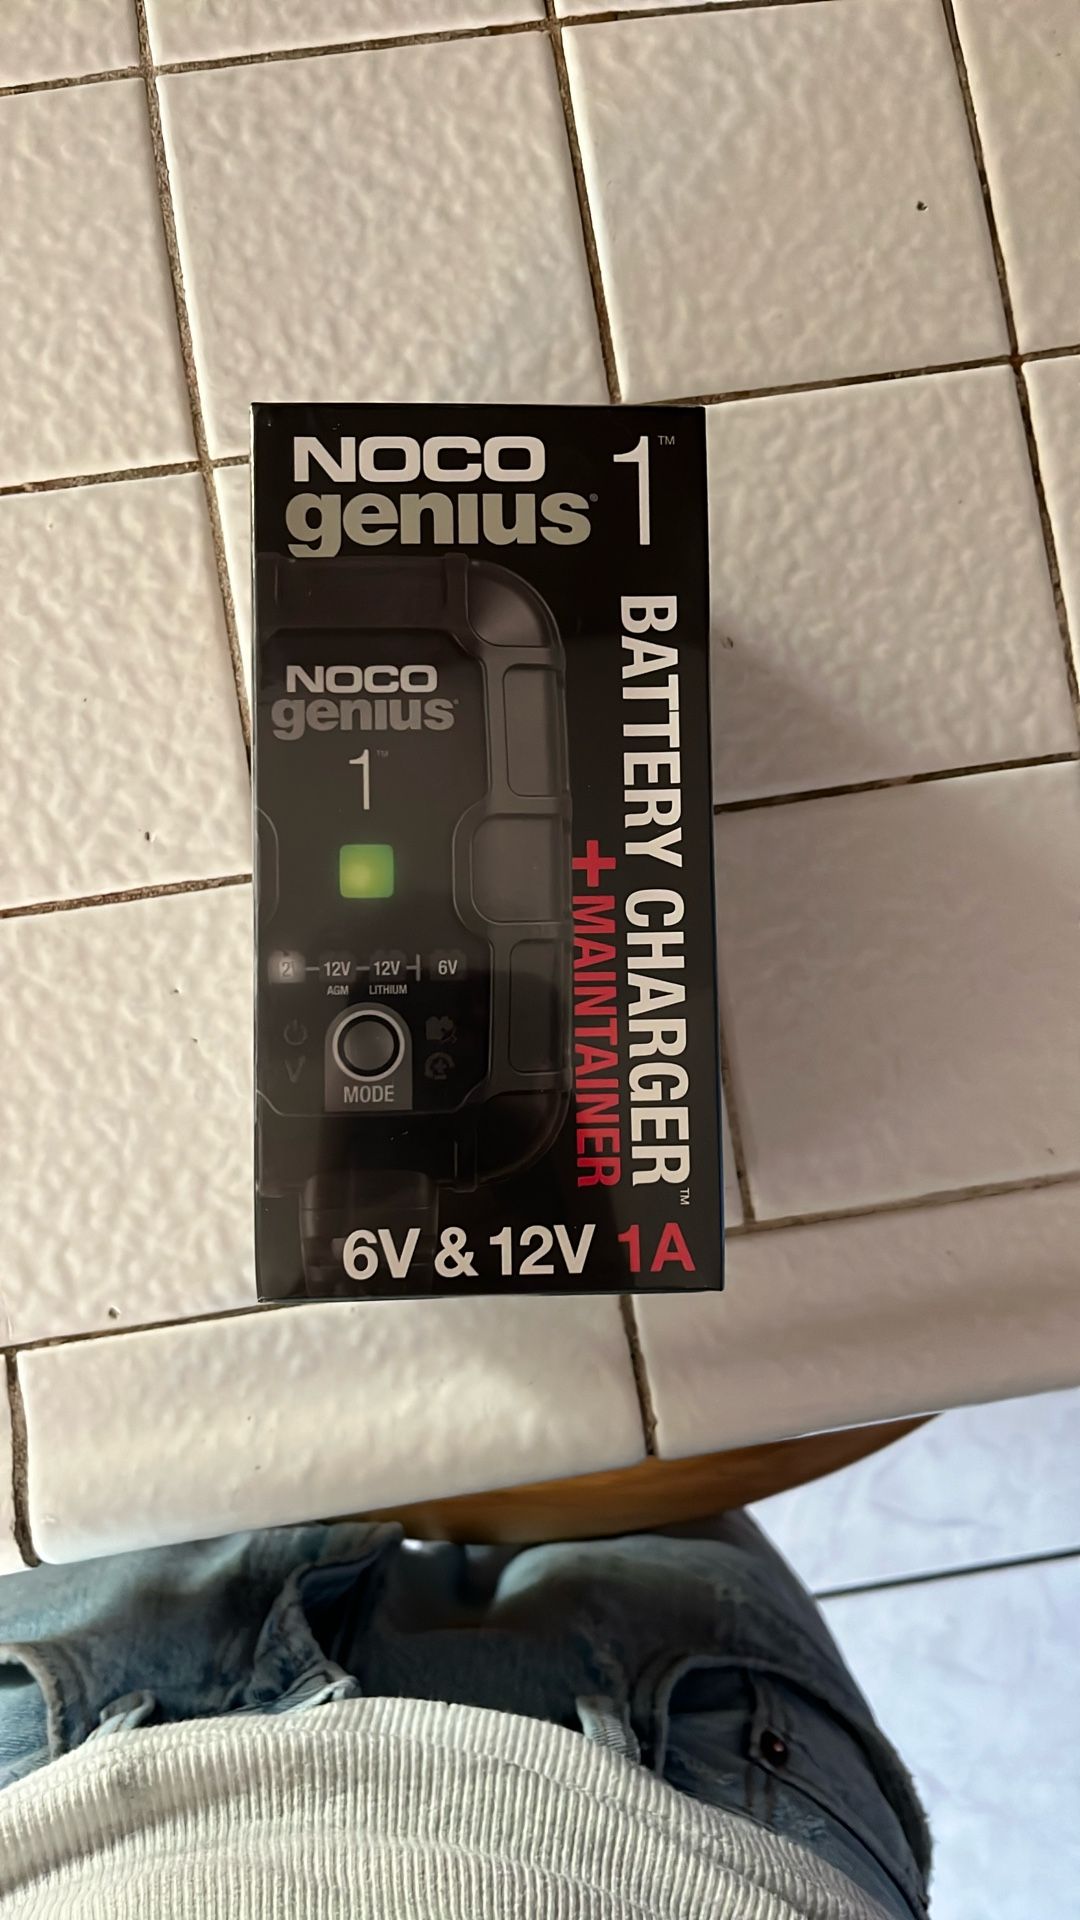 NOCO
genius®
1™
BATTERY CHARGER™
+MAINTAINER
NOCO
genius®
1™
12V 12V 6V
AGM LITHIUM
MODE
6V & 12V 1A